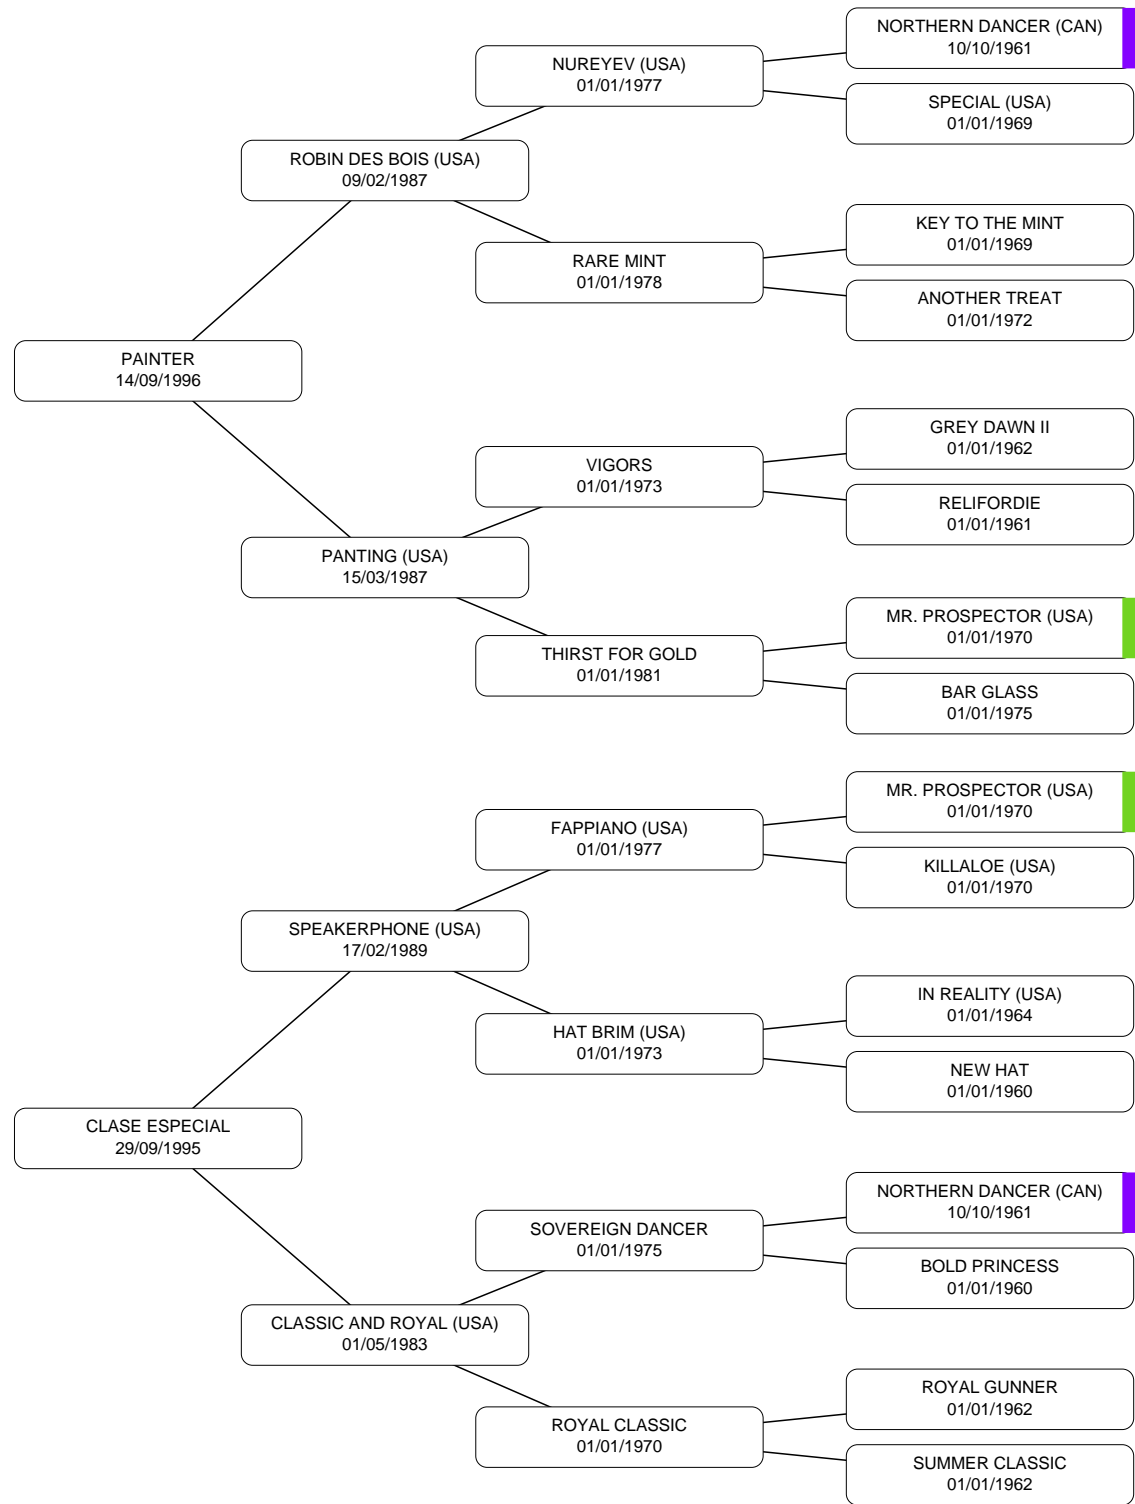 NORTHERN DANCER (CAN)
10/10/1961
NUREYEV (USA)
01/01/1977
SPECIAL (USA)
01/01/1969
ROBIN DES BOIS (USA)
09/02/1987
KEY TO THE MINT
01/01/1969
RARE MINT
01/01/1978
ANOTHER TREAT
01/01/1972
PAINTER
14/09/1996
GREY DAWN II
01/01/1962
VIGORS
01/01/1973
RELIFORDIE
01/01/1961
PANTING (USA)
15/03/1987
MR. PROSPECTOR (USA)
01/01/1970
THIRST FOR GOLD
01/01/1981
BAR GLASS
01/01/1975
MR. PROSPECTOR (USA)
01/01/1970
FAPPIANO (USA)
01/01/1977
KILLALOE (USA)
01/01/1970
SPEAKERPHONE (USA)
17/02/1989
IN REALITY (USA)
01/01/1964
HAT BRIM (USA)
01/01/1973
NEW HAT
01/01/1960
CLASE ESPECIAL
29/09/1995
NORTHERN DANCER (CAN)
10/10/1961
SOVEREIGN DANCER
01/01/1975
BOLD PRINCESS
01/01/1960
CLASSIC AND ROYAL (USA)
01/05/1983
ROYAL GUNNER
01/01/1962
ROYAL CLASSIC
01/01/1970
SUMMER CLASSIC
01/01/1962